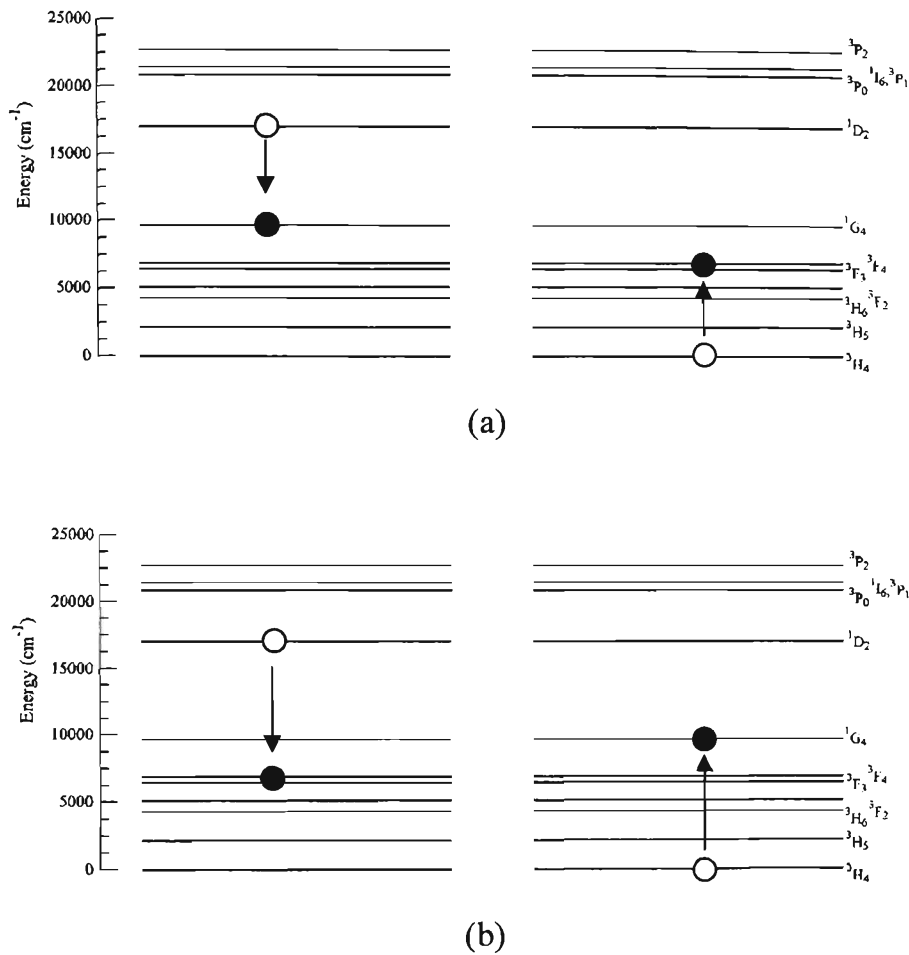 25000
20000
15000
10000
5000
0
Energy (cm⁻¹)
³P₂
³P₀ ¹I₆,³P₁
¹D₂
¹G₄
³F₃ ³F₄
³H₆ ³F₂
³H₅
³H₄
(a)
25000
20000
15000
10000
5000
0
Energy (cm⁻¹)
³P₂
³P₀ ¹I₆,³P₁
¹D₂
¹G₄
³F₃ ³F₄
³H₆ ³F₂
³H₅
³H₄
(b)